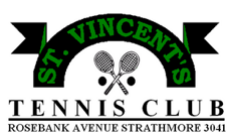 ST. VINCENT'S
TENNIS CLUB
ROSEBANK AVENUE STRATHMORE 3041